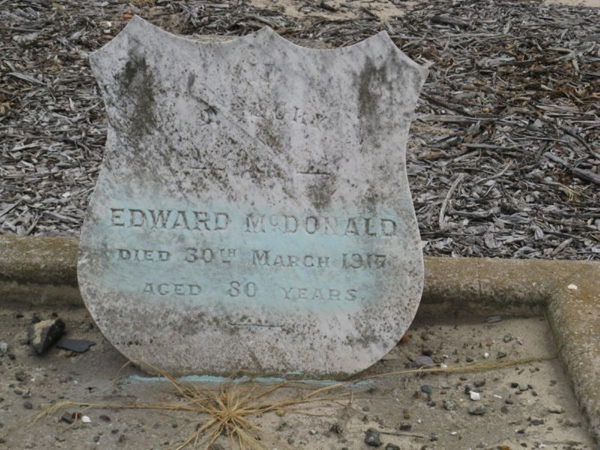 EDWARD McDONALD
DIED 30TH MARCH 1917
AGED 80 YEARS.